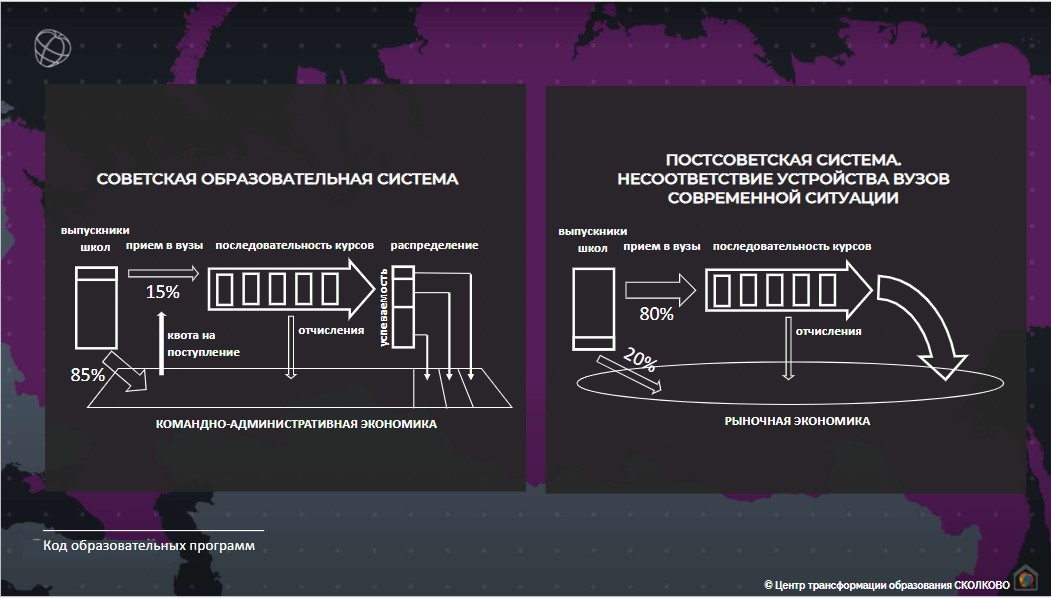 СОВЕТСКАЯ ОБРАЗОВАТЕЛЬНАЯ СИСТЕМА
выпускники
школ
прием в вузы
последовательность курсов
распределение
15%
успеваемость
квота на
поступление
отчисления
85%
КОМАНДНО-АДМИНИСТРАТИВНАЯ ЭКОНОМИКА
ПОСТСОВЕТСКАЯ СИСТЕМА.
НЕСООТВЕТСТВИЕ УСТРОЙСТВА ВУЗОВ
СОВРЕМЕННОЙ СИТУАЦИИ
выпускники
школ
прием в вузы
последовательность курсов
80%
отчисления
20%
РЫНОЧНАЯ ЭКОНОМИКА
Код образовательных программ
© Центр трансформации образования СКОЛКОВО